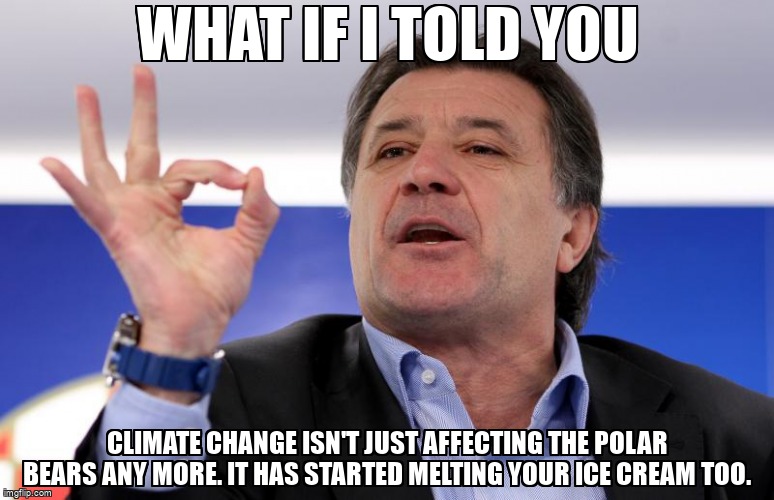 WHAT IF I TOLD YOU
CLIMATE CHANGE ISN'T JUST AFFECTING THE POLAR
BEARS ANY MORE. IT HAS STARTED MELTING YOUR ICE CREAM TOO.
imgflip.com